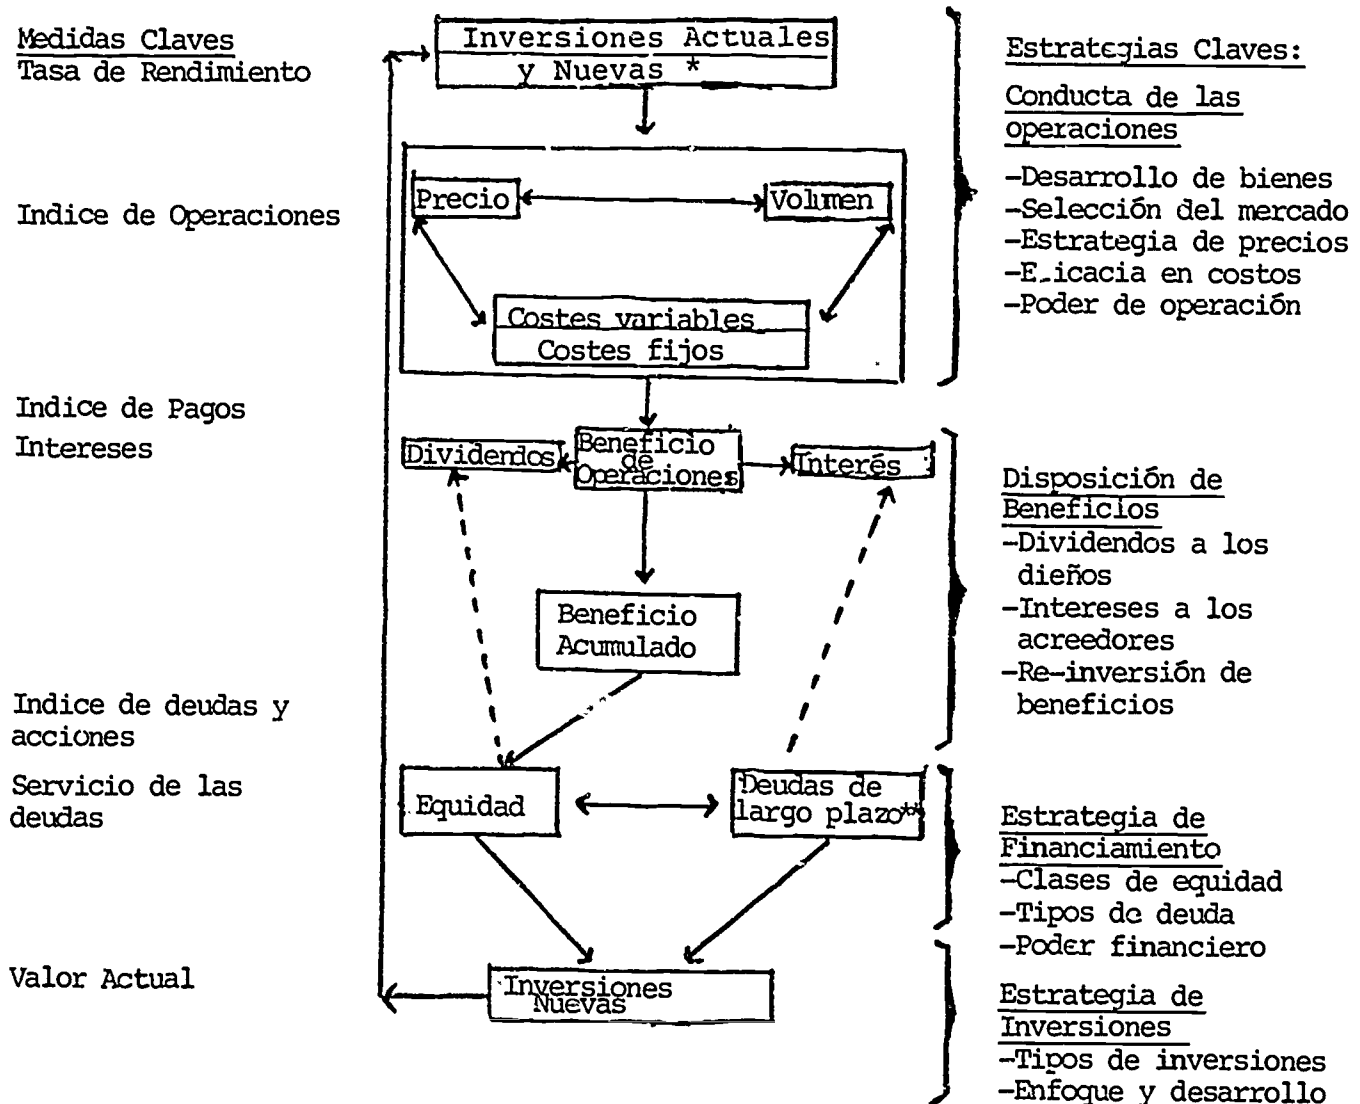 Medidas Claves
Tasa de Rendimiento
Indice de Operaciones
Indice de Pagos
Intereses
Indice de deudas y
acciones
Servicio de las
deudas
Valor Actual
Inversiones Actuales
y Nuevas *
Precio
Volumen
Costes variables
Costes fijos
Dividendos
Beneficio
de
Operaciones
Interés
Beneficio
Acumulado
Equidad
Deudas de
largo plazo**
Inversiones
Nuevas
Estrategias Claves:
Conducta de las
operaciones
-Desarrollo de bienes
-Selección del mercado
-Estrategia de precios
-E.icacia en costos
-Poder de operación
Disposición de
Beneficios
-Dividendos a los
dieños
-Intereses a los
acreedores
-Re-inversión de
beneficios
Estrategia de
Financiamiento
-Clases de equidad
-Tipos de deuda
-Poder financiero
Estrategia de
Inversiones
-Tipos de inversiones
-Enfoque y desarrollo